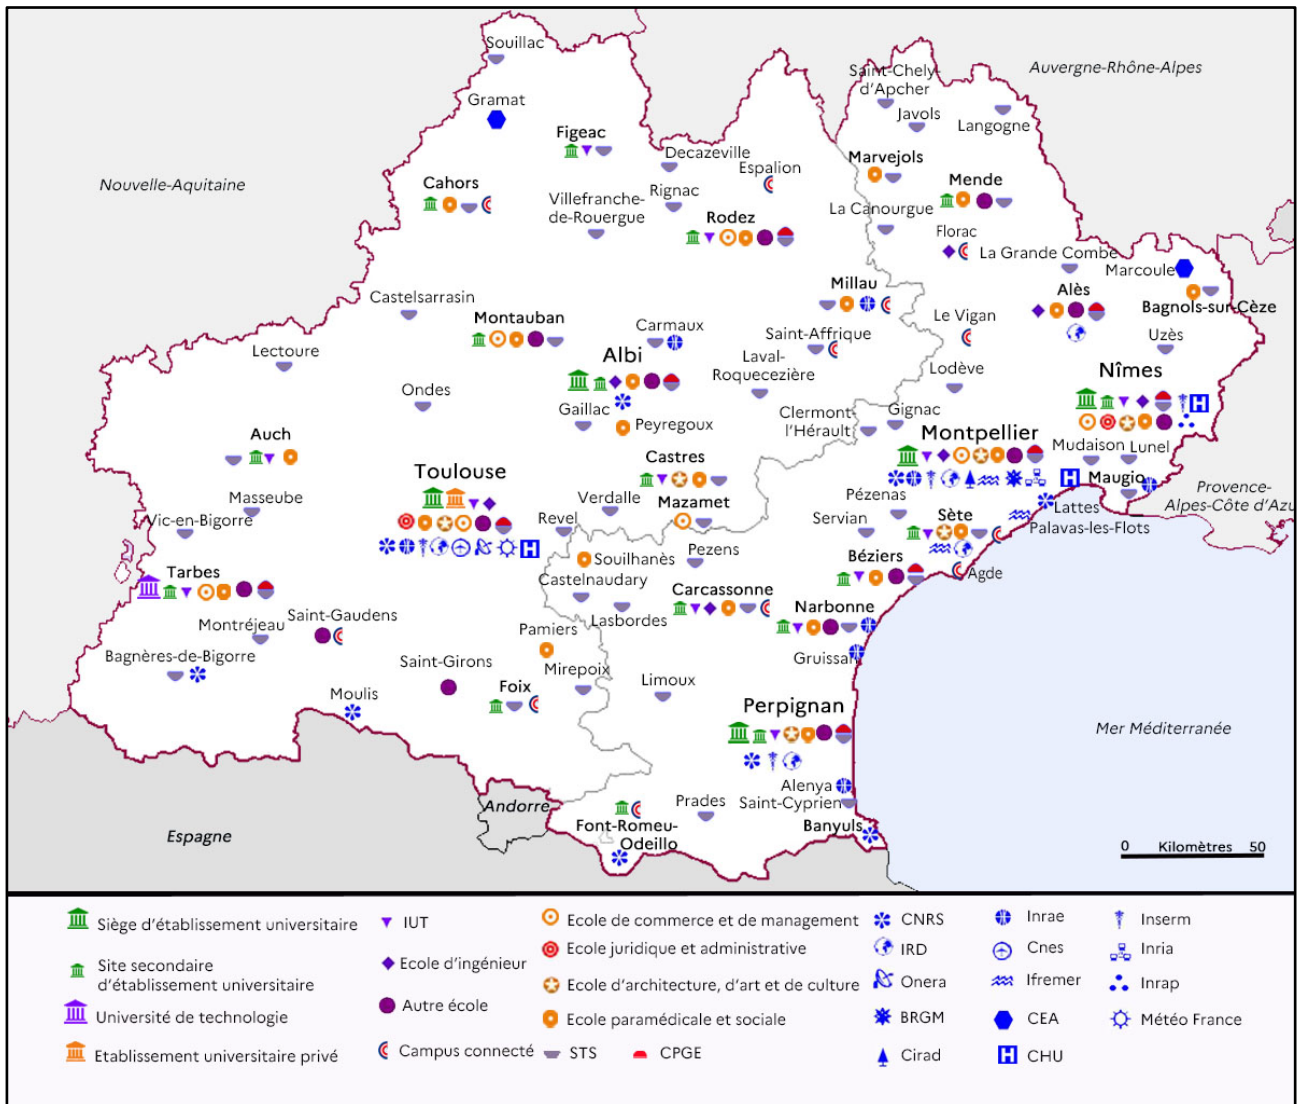 Souillac
Auvergne-Rhône-Alpes
Saint-Chely-
d'Apcher
Gramat
Javols
Langogne
Figeac
Decazeville
Espalion
Marvejols
Nouvelle-Aquitaine
Cahors
Villefranche-
de-Rouergue
Rignac
Mende
La Canourgue
Rodez
Florac
La Grande Combe
Marcoule
Castelsarrasin
Millau
Alès
Bagnols-sur-Cèze
Montauban
Carmaux
Saint-Affrique
Le Vigan
Uzès
Lectoure
Albi
Laval-
Roquecezière
Lodève
Nîmes
Ondes
Gaillac
Peyregoux
Clermont-
l'Hérault
Gignac
Auch
Montpellier
Mudaison
Lunel
Toulouse
Castres
Maugio
Masseube
Verdalle
Mazamet
Pézenas
Lattes
Provence-
Alpes-Côte d'Azu
Vic-en-Bigorre
Revel
Servian
Sète
Palavas-les-Flots
Souilhanès
Pezens
Béziers
Agde
Tarbes
Castelnaudary
Carcassonne
Narbonne
Saint-Gaudens
Montréjeau
Lasbordes
Pamiers
Bagnères-de-Bigorre
Saint-Girons
Mirepoix
Gruissan
Moulis
Foix
Limoux
Perpignan
Mer Méditerranée
Andorre
Alenya
Prades
Saint-Cyprien
Espagne
Font-Romeu-
Odeillo
Banyuls
0 Kilomètres 50
Siège d'établissement universitaire
Site secondaire
d'établissement universitaire
Université de technologie
Etablissement universitaire privé
IUT
Ecole d'ingénieur
Autre école
Campus connecté
Ecole de commerce et de management
Ecole juridique et administrative
Ecole d'architecture, d'art et de culture
Ecole paramédicale et sociale
STS
CPGE
CNRS
IRD
Onera
BRGM
Cirad
Inrae
Cnes
Ifremer
CEA
H CHU
Inserm
Inria
Inrap
Météo France